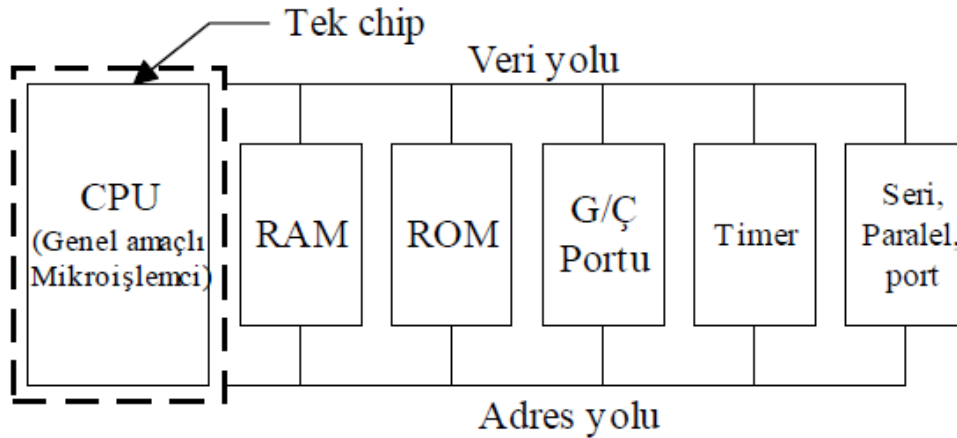 Tek chip
Veri yolu
CPU
(Genel amaçlı
Mikroişlemci)
RAM
ROM
G/Ç
Portu
Timer
Seri,
Paralel,
port
Adres yolu